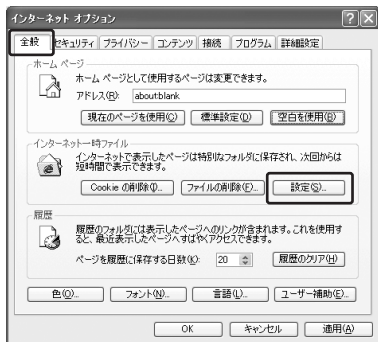 インターネット オプション
全般 セキュリティ プライバシー コンテンツ 接続 プログラム 詳細設定
ホーム ページ
ホーム ページとして使用するページは変更できます。
アドレス(R): about:blank
現在のページを使用(C) 標準設定(D) 空白を使用(B)
インターネット一時ファイル
インターネットで表示したページは特別なフォルダに保存され、次回からは
短時間で表示できます。
Cookie の削除(I)... ファイルの削除(F)... 設定(S)...
履歴
履歴のフォルダには表示したページへのリンクが含まれます。これを使用す
ると、最近表示したページへすばやくアクセスできます。
ページを履歴に保存する日数(K): 20 履歴のクリア(H)
色(O)... フォント(N)... 言語(L)... ユーザー補助(E)...
OK キャンセル 適用(A)